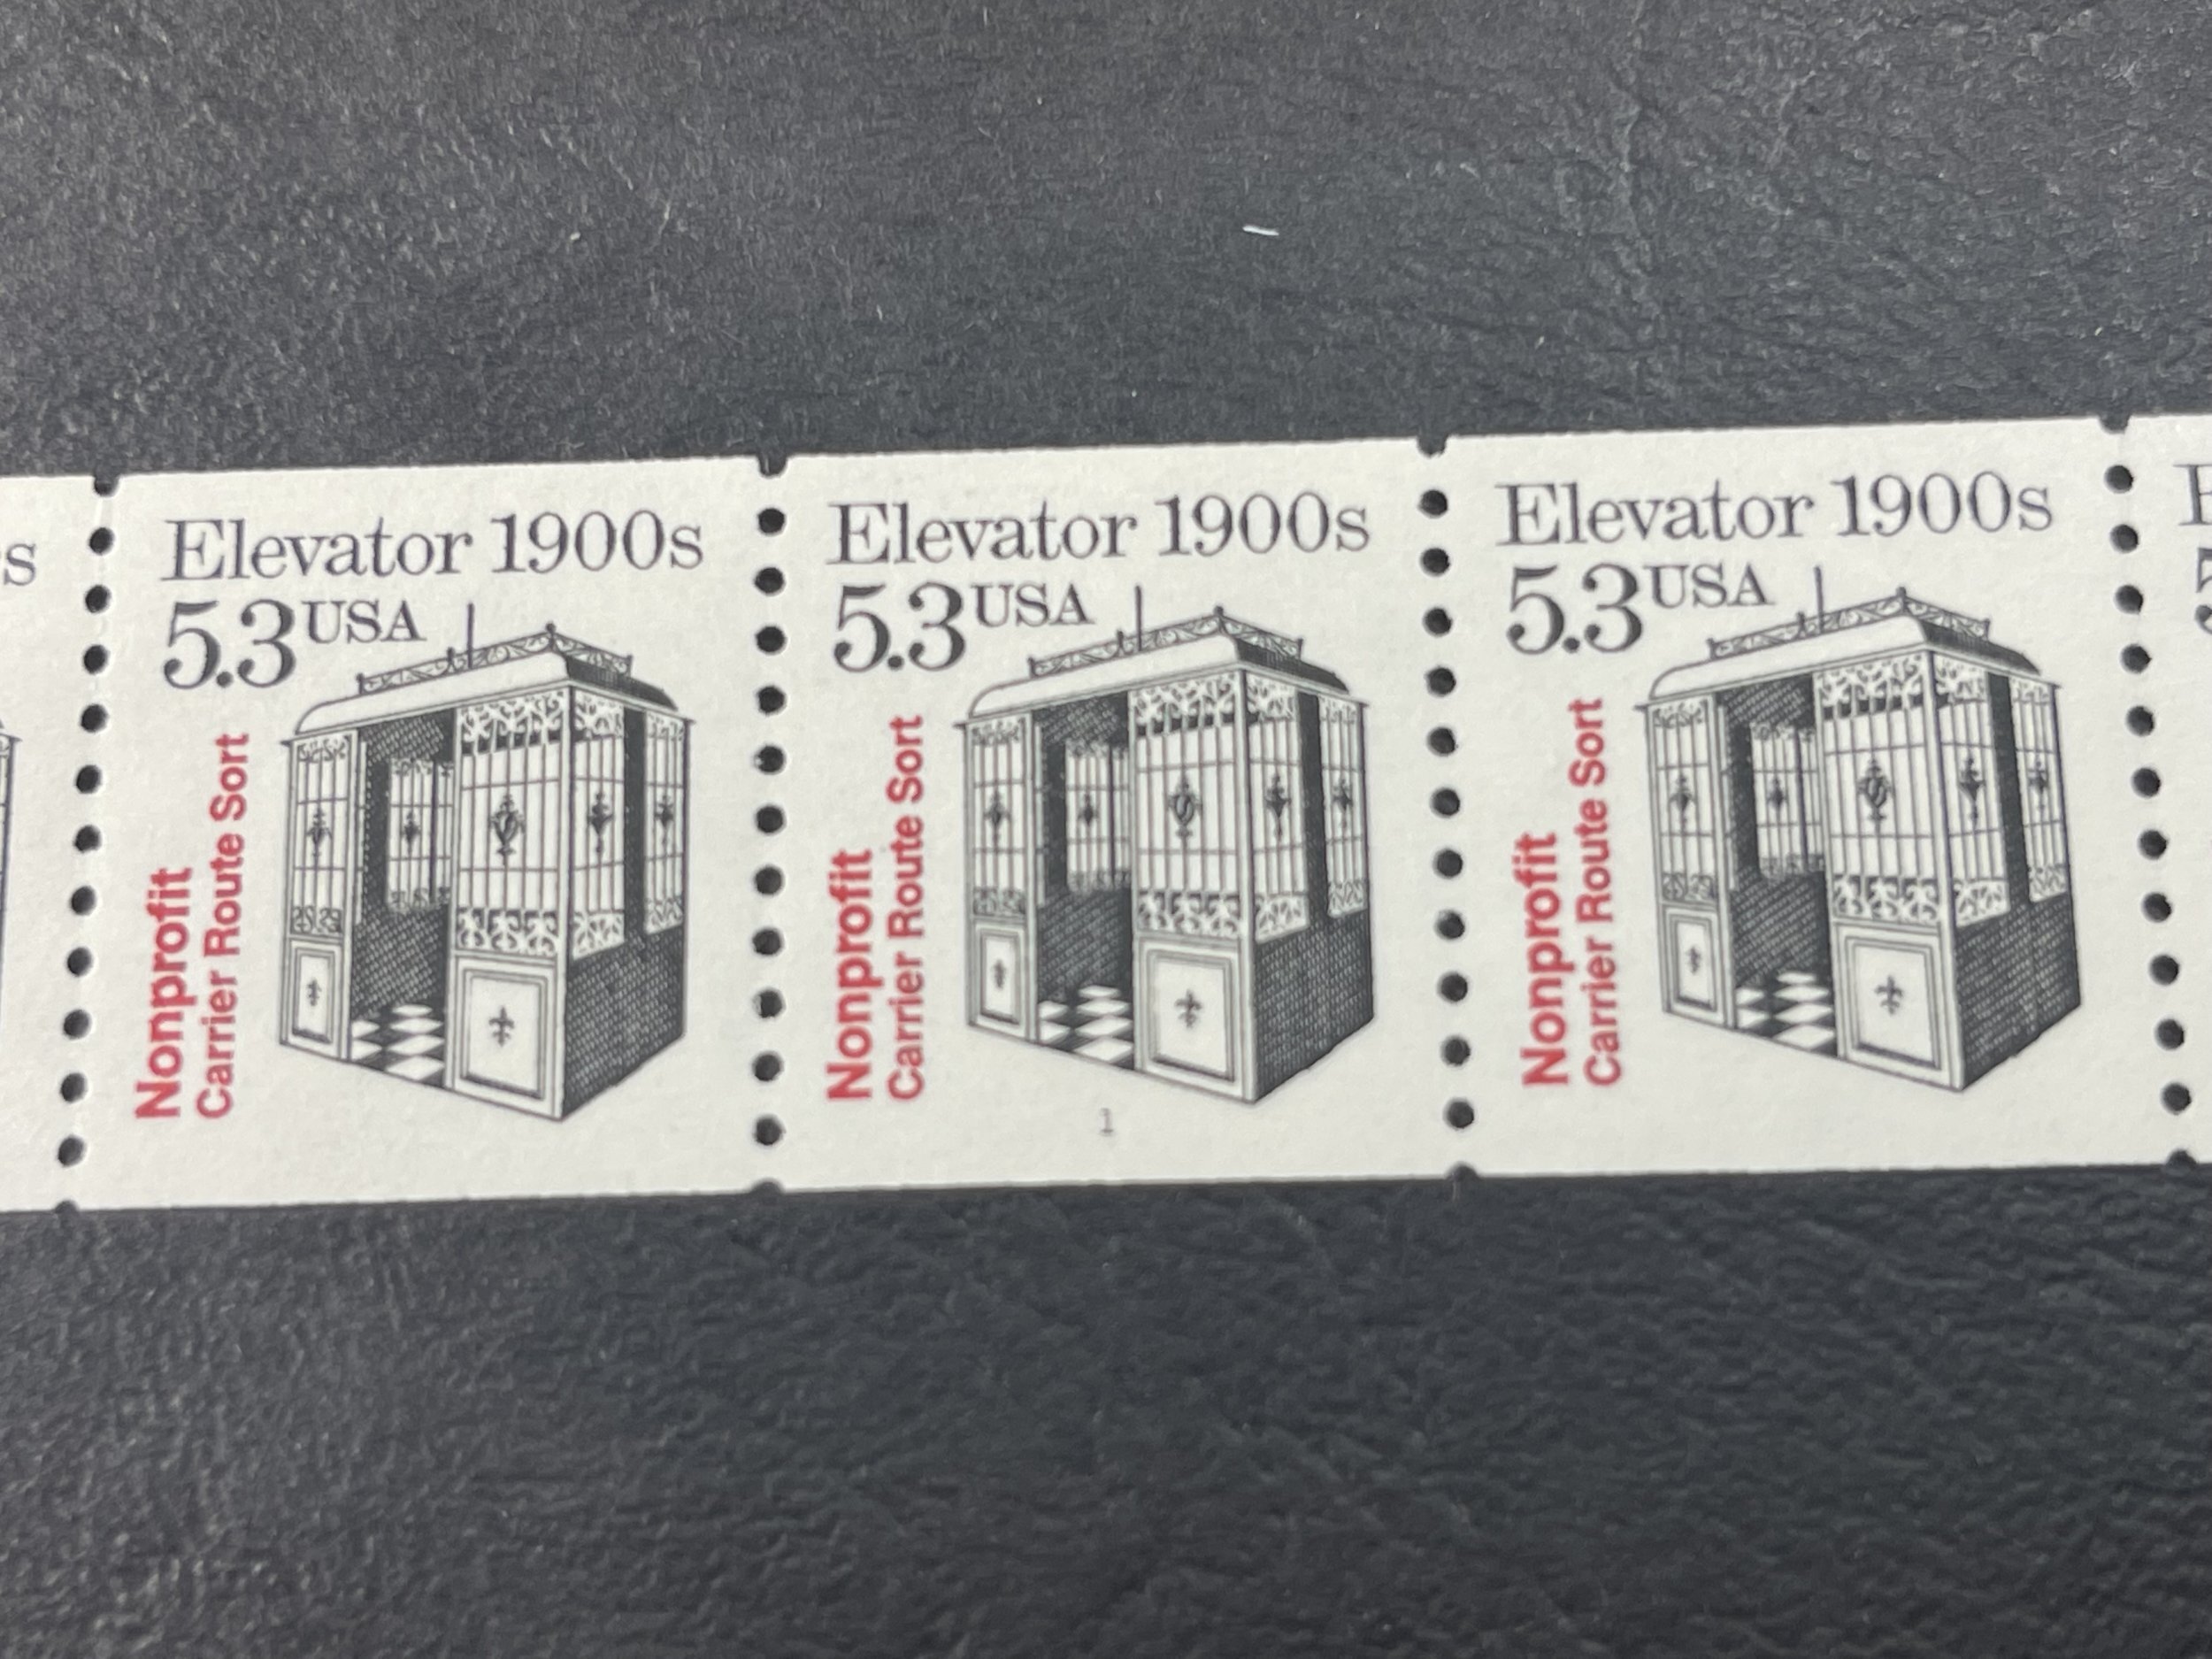 s
Elevator 1900s
5.3 USA
Nonprofit
Carrier Route Sort
Elevator 1900s
5.3 USA
Nonprofit
Carrier Route Sort
1
Elevator 1900s
5.3 USA
Nonprofit
Carrier Route Sort
E
5